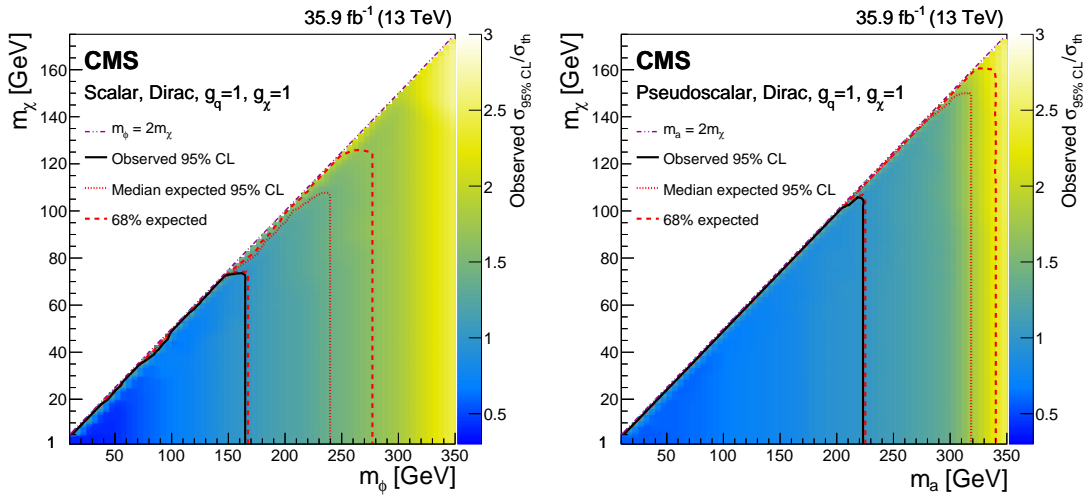 35.9 fb⁻¹ (13 TeV)
CMS
Scalar, Dirac, g_q=1, g_χ=1
m_ϕ = 2m_χ
Observed 95% CL
Median expected 95% CL
68% expected
m_χ [GeV]
160
140
120
100
80
60
40
20
1
50 100 150 200 250 300 350
m_ϕ [GeV]
3
2.5
2
1.5
1
0.5
Observed σ_95% CL/σ_th
35.9 fb⁻¹ (13 TeV)
CMS
Pseudoscalar, Dirac, g_q=1, g_χ=1
m_a = 2m_χ
Observed 95% CL
Median expected 95% CL
68% expected
m_χ [GeV]
160
140
120
100
80
60
40
20
1
50 100 150 200 250 300 350
m_a [GeV]
3
2.5
2
1.5
1
0.5
Observed σ_95% CL/σ_th